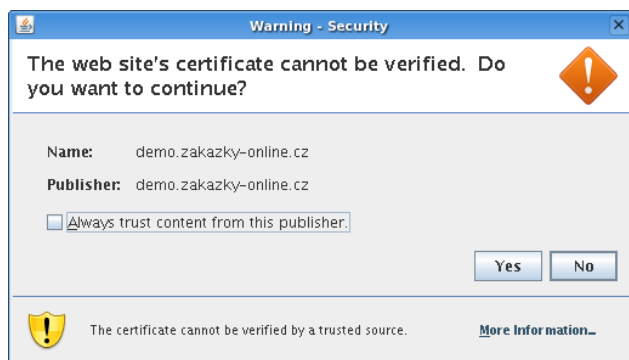 Warning - Security
The web site's certificate cannot be verified. Do
you want to continue?
Name: demo.zakazky-online.cz
Publisher: demo.zakazky-online.cz
Always trust content from this publisher.
Yes No
The certificate cannot be verified by a trusted source. More Information...